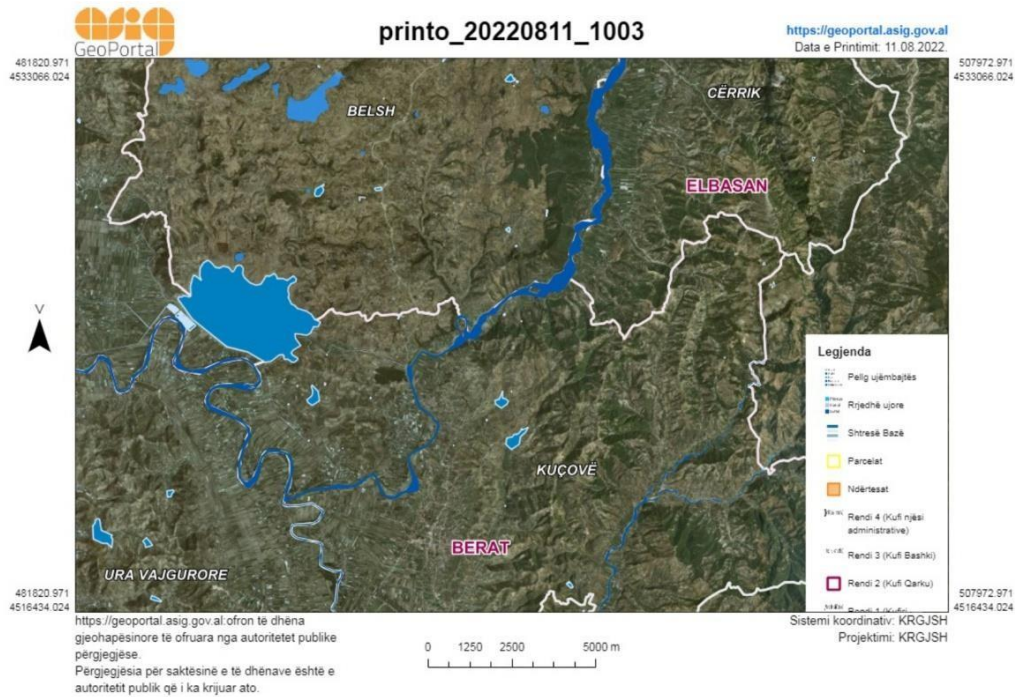 asig
GeoPortal
printo_20220811_1003
https://geoportal.asig.gov.al
Data e Printimit: 11.08.2022.
481820.971
4533066.024
507972.971
4533066.024
BELSH
CËRRIK
ELBASAN
KUÇOVË
BERAT
URA VAJGURORE
V
Legjenda
Pellg ujëmbajtës
Rrjedhë ujore
Shtresë Bazë
Parcelat
Ndërtesat
Rendi 4 (Kufi njësi
administrative)
Rendi 3 (Kufi Bashki)
Rendi 2 (Kufi Qarku)
481820.971
4516434.024
507972.971
4516434.024
https://geoportal.asig.gov.al:ofron të dhëna
gjeohapësinore të ofruara nga autoritetet publike
përgjegjëse.
Përgjegjësia për saktësinë e të dhënave është e
autoritetit publik që i ka krijuar ato.
0 1250 2500 5000 m
Sistemi koordinativ: KRGJSH
Projektimi: KRGJSH